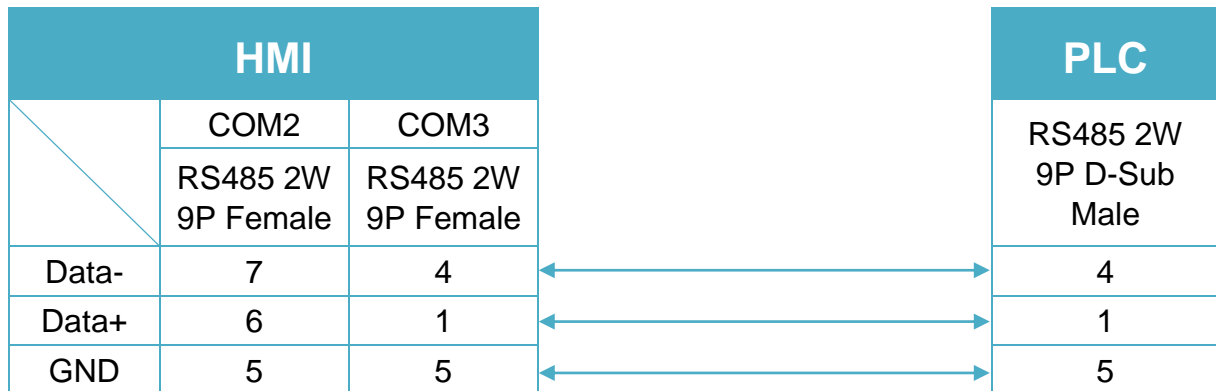 HMI PLC
COM2 COM3
RS485 2W RS485 2W
9P Female 9P Female
RS485 2W
9P D-Sub
Male
Data- 7 4 4
Data+ 6 1 1
GND 5 5 5